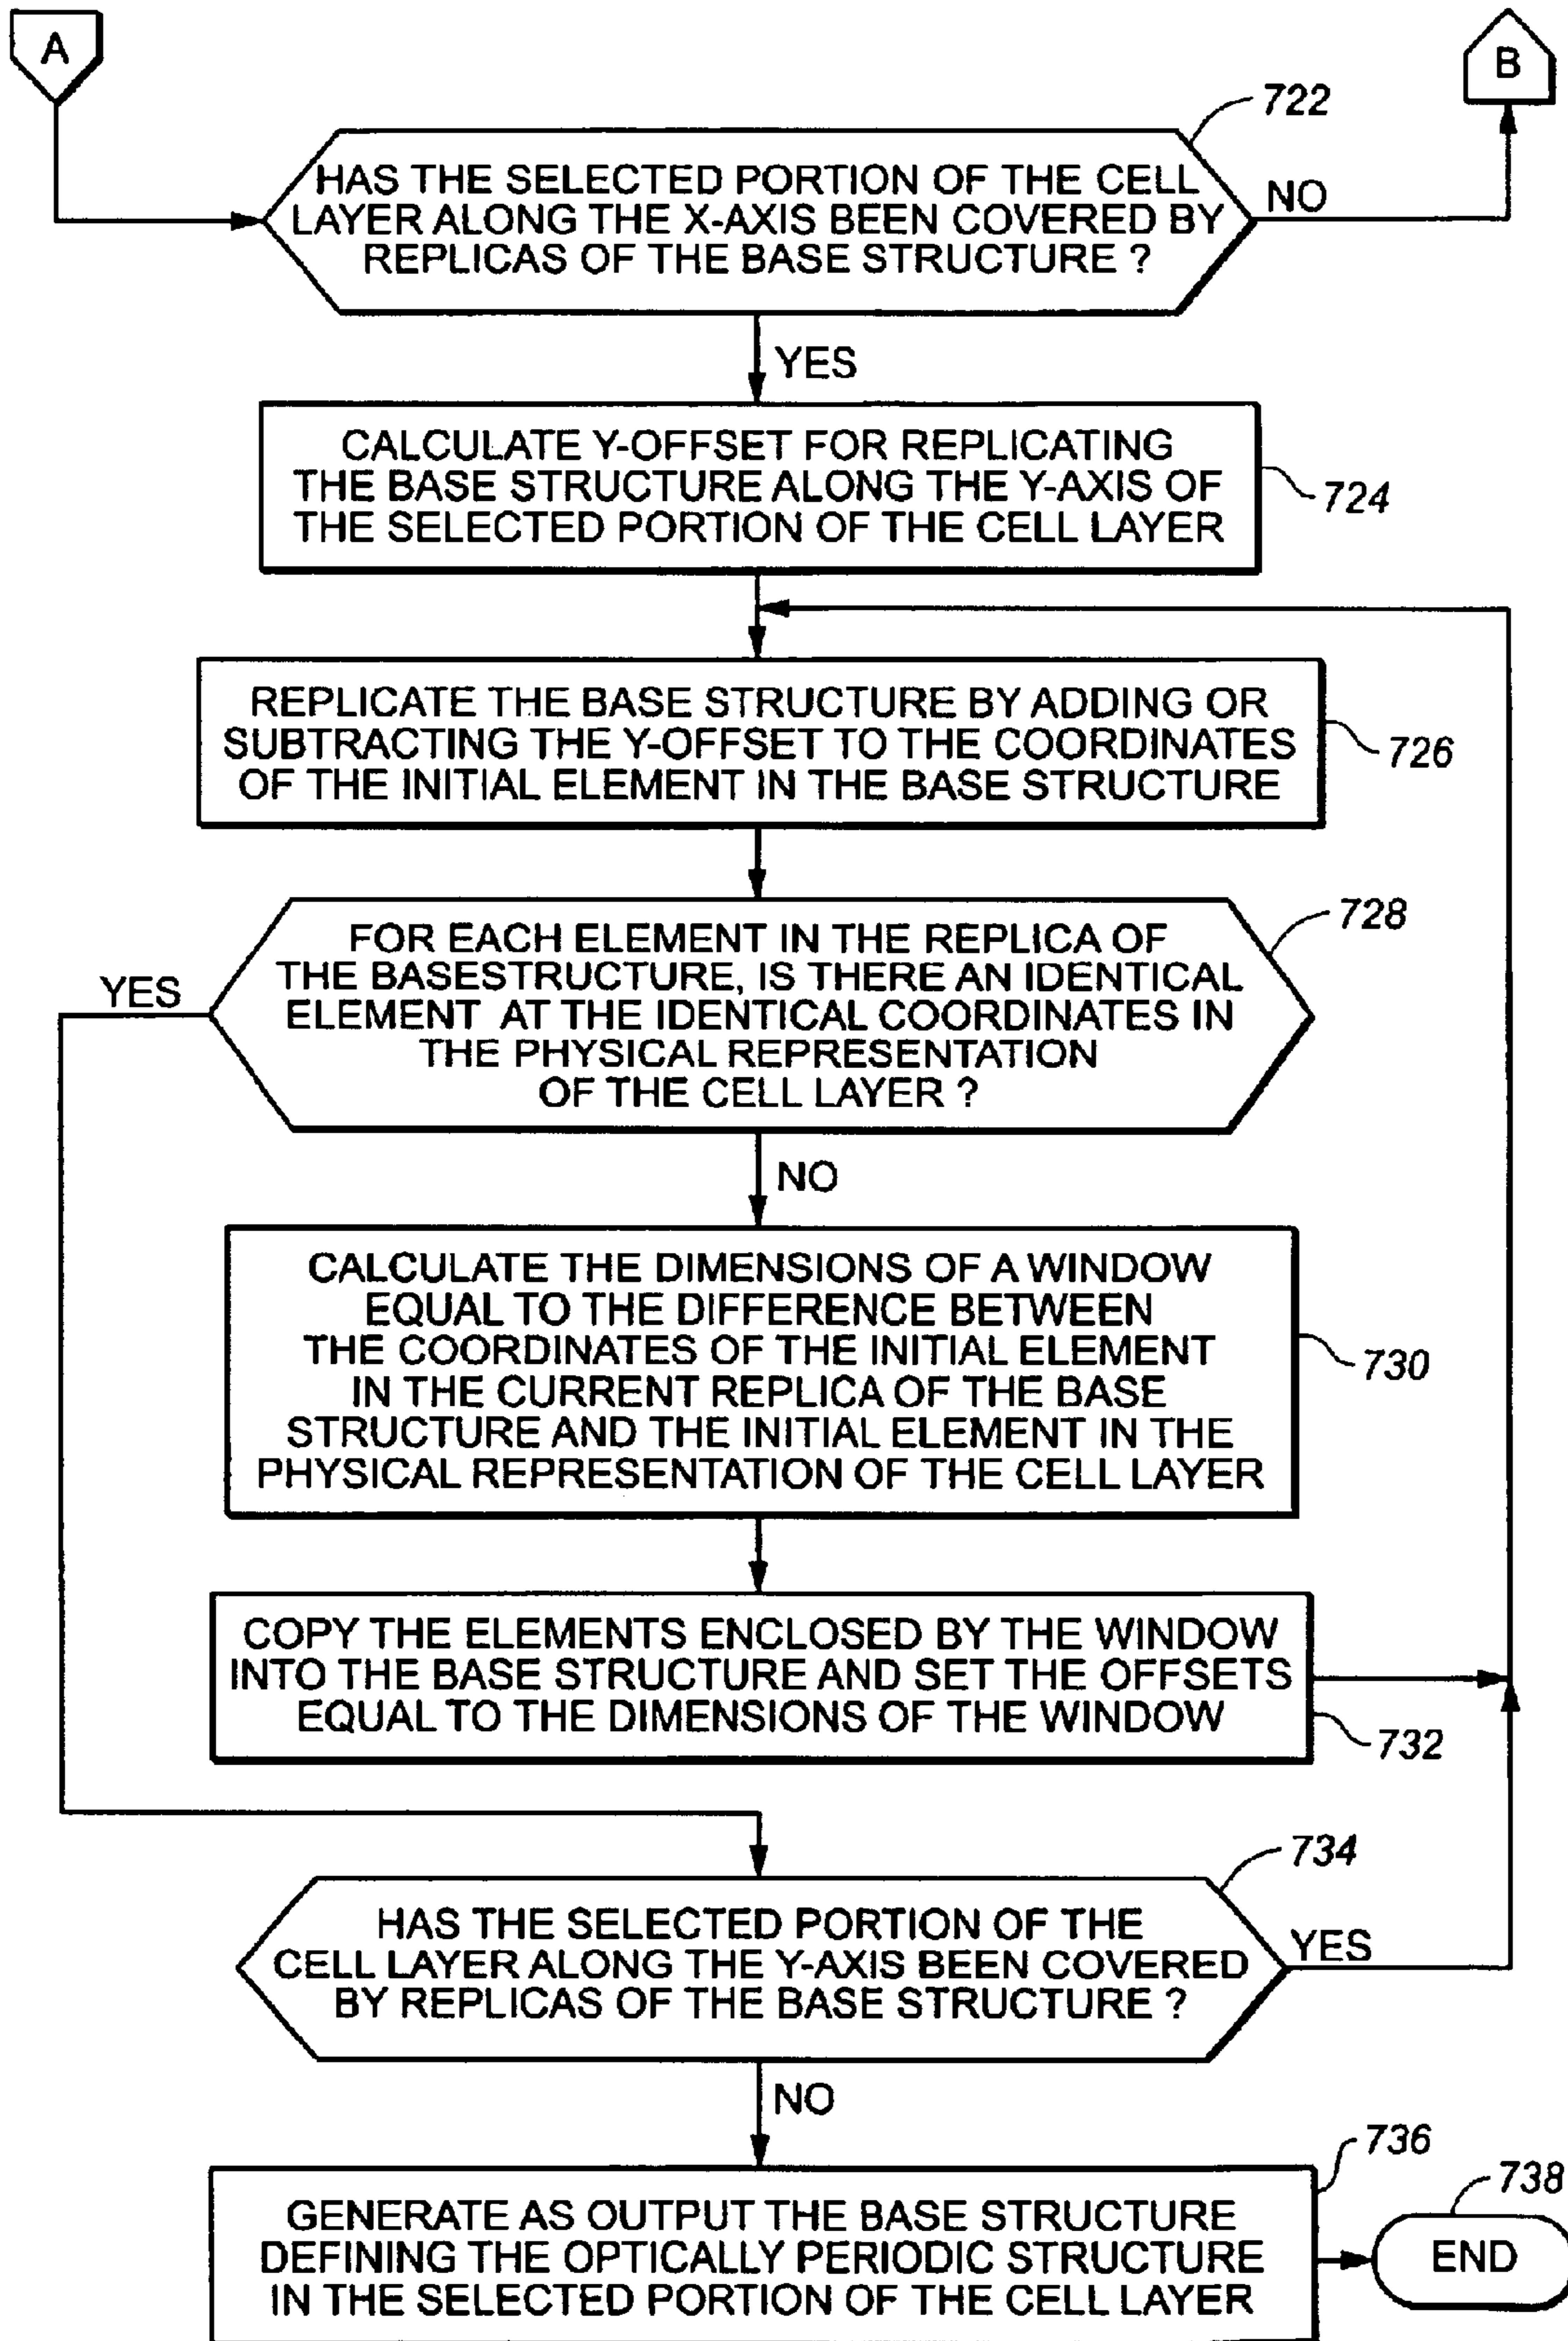 A
B
722
HAS THE SELECTED PORTION OF THE CELL
LAYER ALONG THE X-AXIS BEEN COVERED BY
REPLICAS OF THE BASE STRUCTURE ?
NO
YES
CALCULATE Y-OFFSET FOR REPLICATING
THE BASE STRUCTURE ALONG THE Y-AXIS OF
THE SELECTED PORTION OF THE CELL LAYER
724
REPLICATE THE BASE STRUCTURE BY ADDING OR
SUBTRACTING THE Y-OFFSET TO THE COORDINATES
OF THE INITIAL ELEMENT IN THE BASE STRUCTURE
726
728
YES
FOR EACH ELEMENT IN THE REPLICA OF
THE BASESTRUCTURE, IS THERE AN IDENTICAL
ELEMENT AT THE IDENTICAL COORDINATES IN
THE PHYSICAL REPRESENTATION
OF THE CELL LAYER ?
NO
CALCULATE THE DIMENSIONS OF A WINDOW
EQUAL TO THE DIFFERENCE BETWEEN
THE COORDINATES OF THE INITIAL ELEMENT
IN THE CURRENT REPLICA OF THE BASE
STRUCTURE AND THE INITIAL ELEMENT IN THE
PHYSICAL REPRESENTATION OF THE CELL LAYER
730
COPY THE ELEMENTS ENCLOSED BY THE WINDOW
INTO THE BASE STRUCTURE AND SET THE OFFSETS
EQUAL TO THE DIMENSIONS OF THE WINDOW
732
734
HAS THE SELECTED PORTION OF THE
CELL LAYER ALONG THE Y-AXIS BEEN COVERED
BY REPLICAS OF THE BASE STRUCTURE ?
YES
NO
736
GENERATE AS OUTPUT THE BASE STRUCTURE
DEFINING THE OPTICALLY PERIODIC STRUCTURE
IN THE SELECTED PORTION OF THE CELL LAYER
738
END